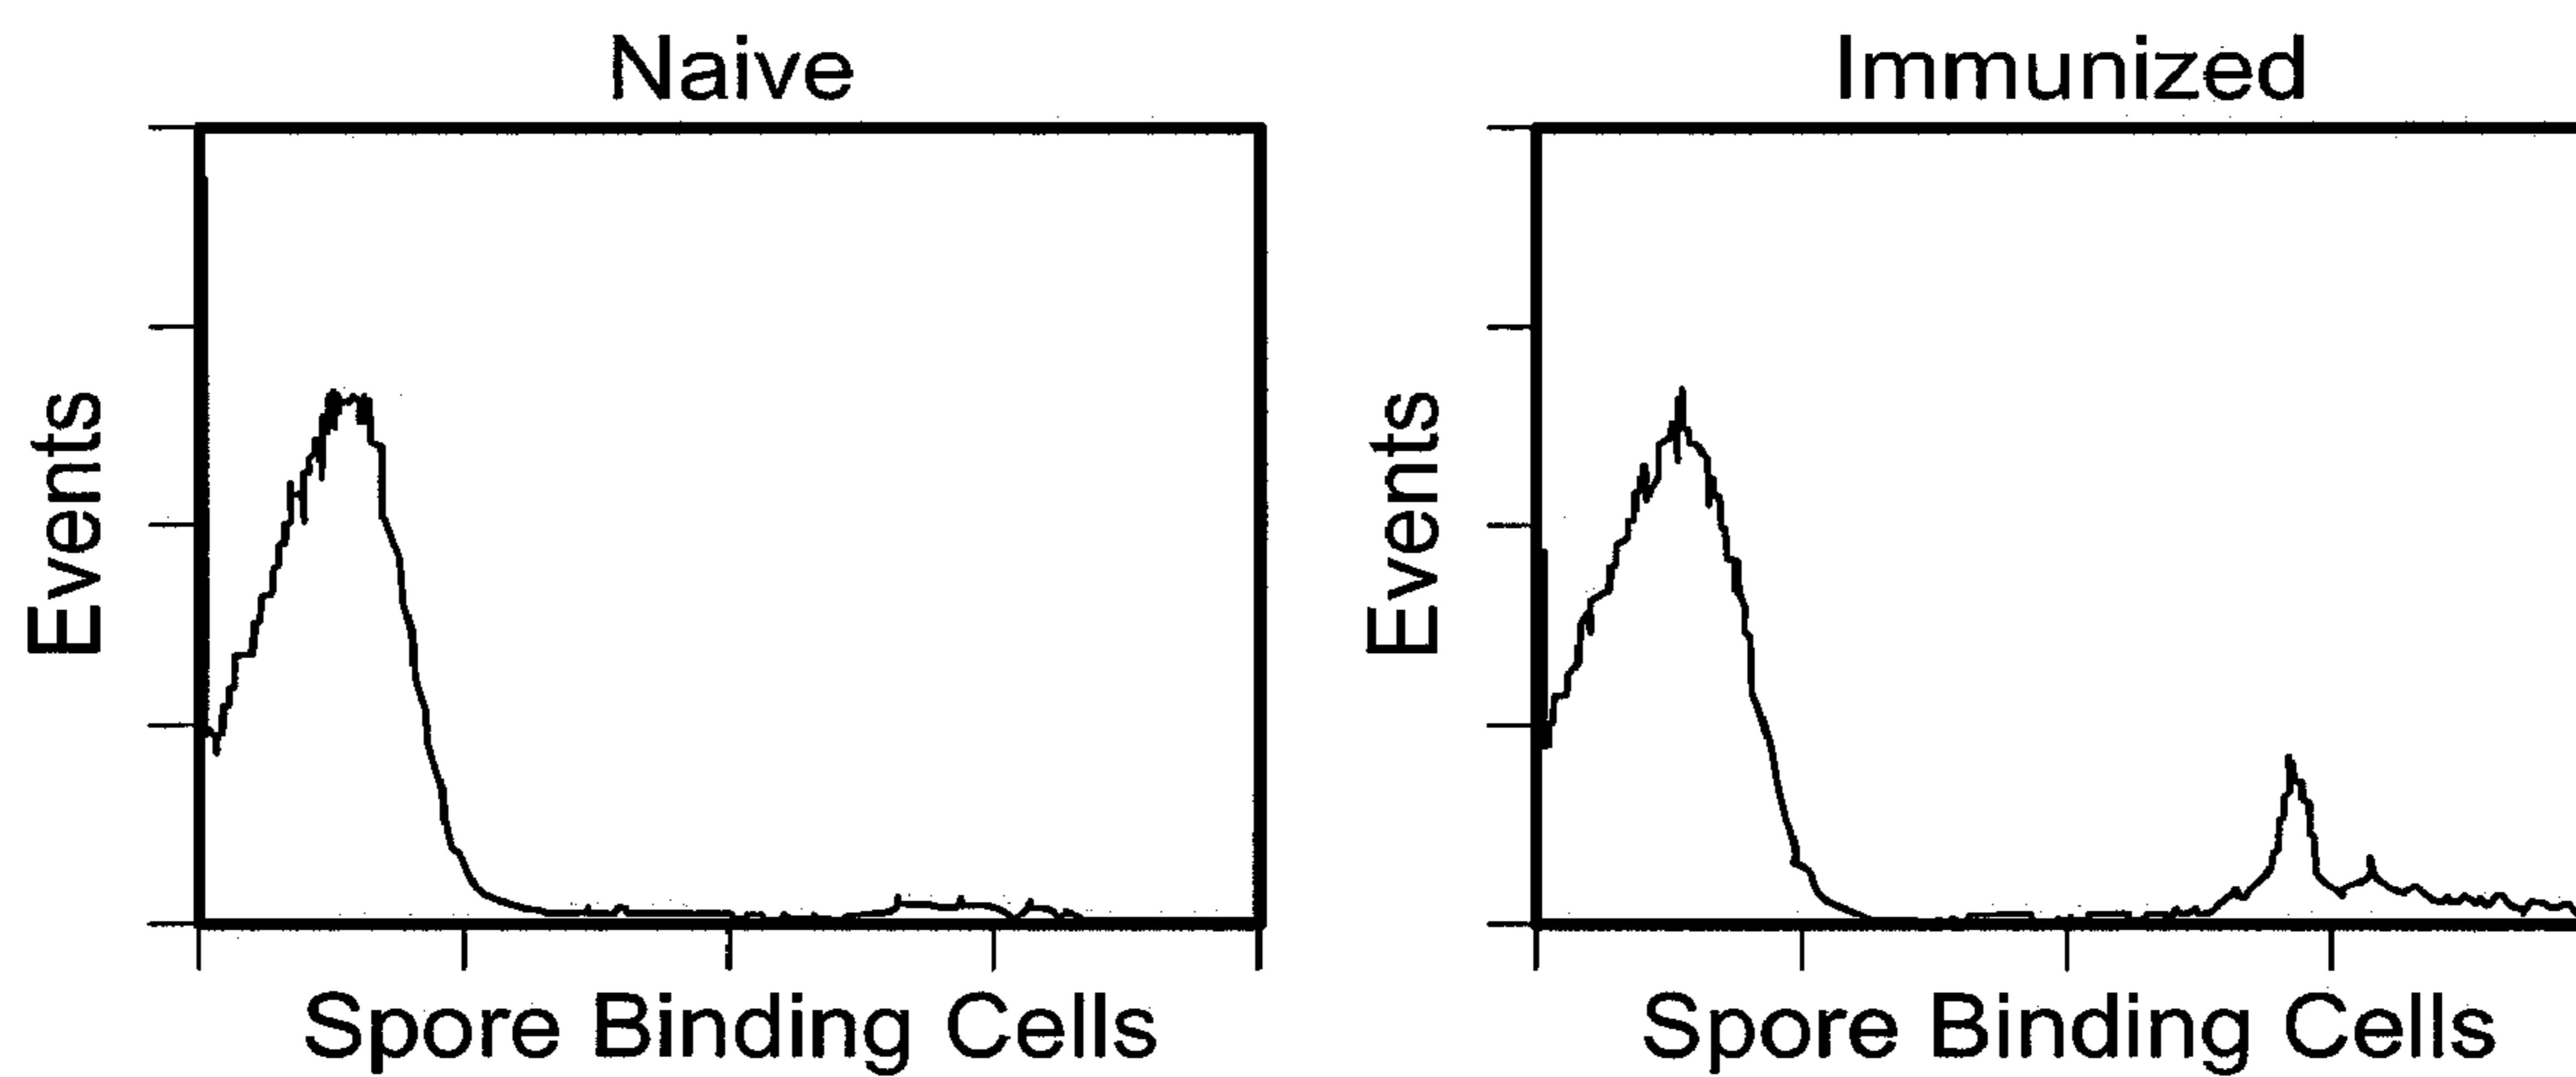 Naive
Events
Spore Binding Cells
Immunized
Events
Spore Binding Cells